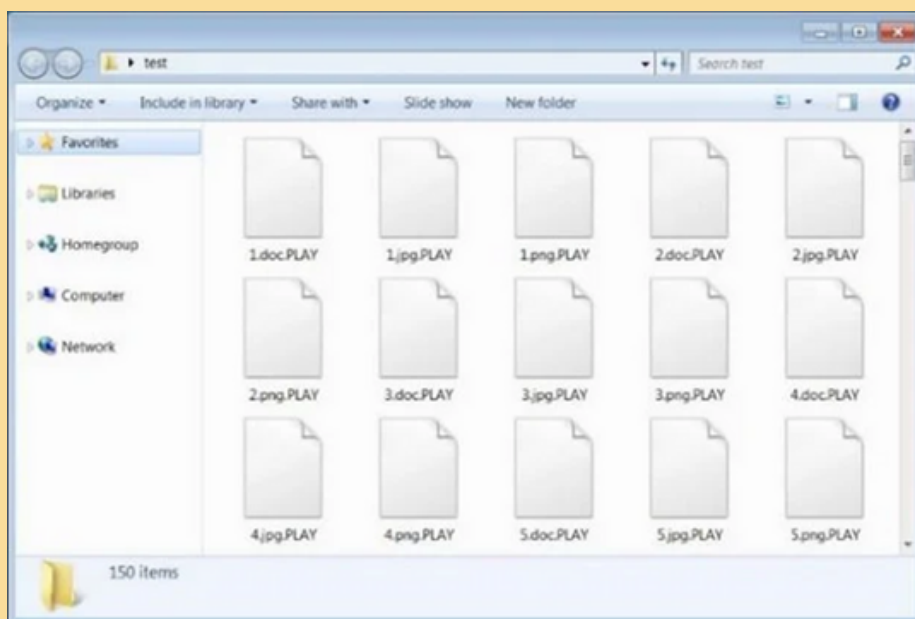 test
Search test
Organize
Include in library
Share with
Slide show
New folder
Favorites
Libraries
Homegroup
Computer
Network
1.doc.PLAY 1.jpg.PLAY 1.png.PLAY 2.doc.PLAY 2.jpg.PLAY
2.png.PLAY 3.doc.PLAY 3.jpg.PLAY 3.png.PLAY 4.doc.PLAY
4.jpg.PLAY 4.png.PLAY 5.doc.PLAY 5.jpg.PLAY 5.png.PLAY
150 items